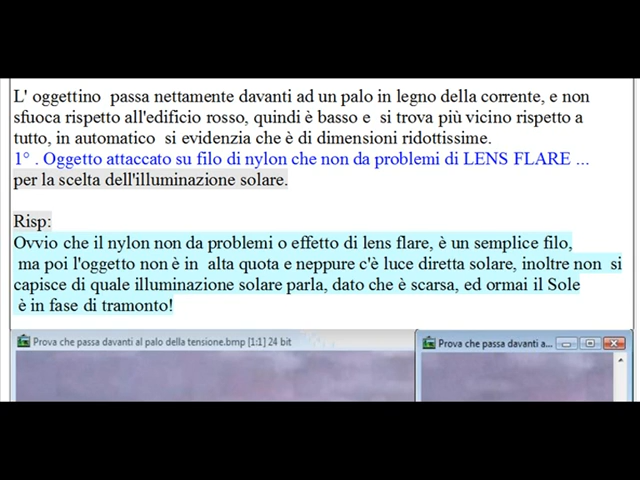 L' oggettino passa nettamente davanti ad un palo in legno della corrente, e non
sfuoca rispetto all'edificio rosso, quindi è basso e si trova più vicino rispetto a
tutto, in automatico si evidenzia che è di dimensioni ridottissime.
1° . Oggetto attaccato su filo di nylon che non da problemi di LENS FLARE ...
per la scelta dell'illuminazione solare.
Risp:
Ovvio che il nylon non da problemi o effetto di lens flare, è un semplice filo,
ma poi l'oggetto non è in alta quota e neppure c'è luce diretta solare, inoltre non si
capisce di quale illuminazione solare parla, dato che è scarsa, ed ormai il Sole
è in fase di tramonto!
Prova che passa davanti al palo della tensione.bmp [1:1] 24 bit
Prova che passa davanti a...